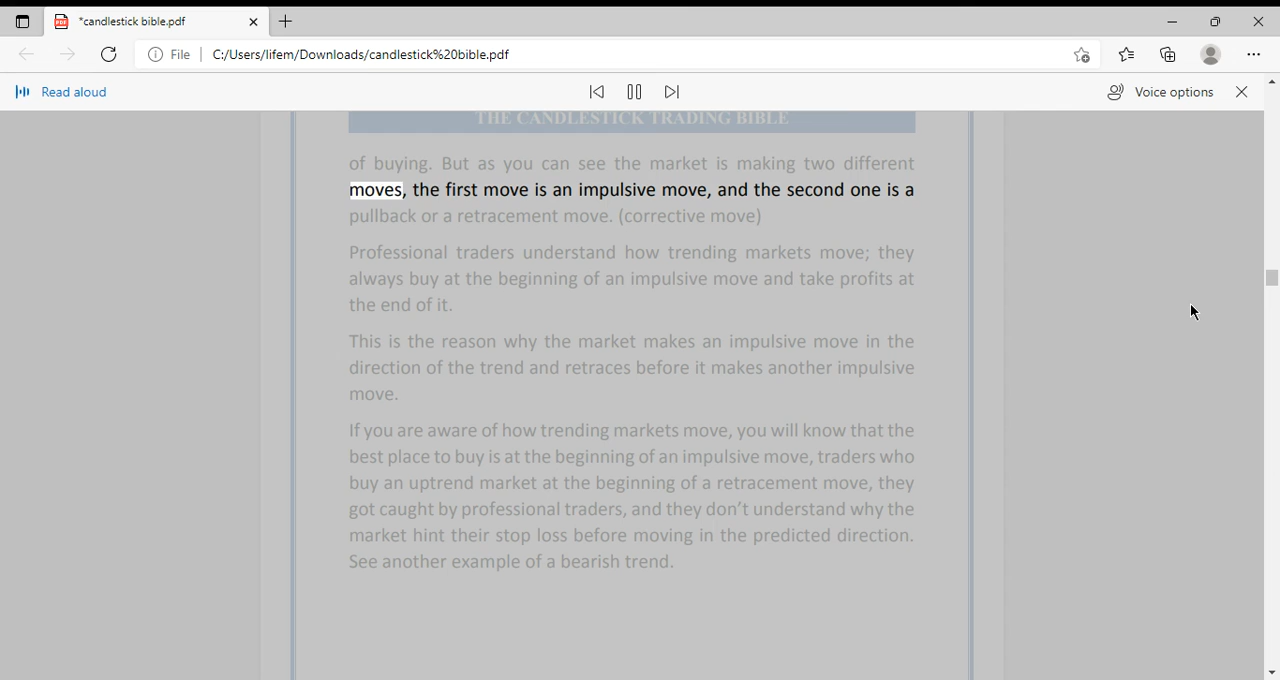 *candlestick bible.pdf
File | C:/Users/lifem/Downloads/candlestick%20bible.pdf
Read aloud
Voice options
THE CANDLESTICK TRADING BIBLE
of buying. But as you can see the market is making two different
moves, the first move is an impulsive move, and the second one is a
pullback or a retracement move. (corrective move)
Professional traders understand how trending markets move; they
always buy at the beginning of an impulsive move and take profits at
the end of it.
This is the reason why the market makes an impulsive move in the
direction of the trend and retraces before it makes another impulsive
move.
If you are aware of how trending markets move, you will know that the
best place to buy is at the beginning of an impulsive move, traders who
buy an uptrend market at the beginning of a retracement move, they
got caught by professional traders, and they don't understand why the
market hint their stop loss before moving in the predicted direction.
See another example of a bearish trend.